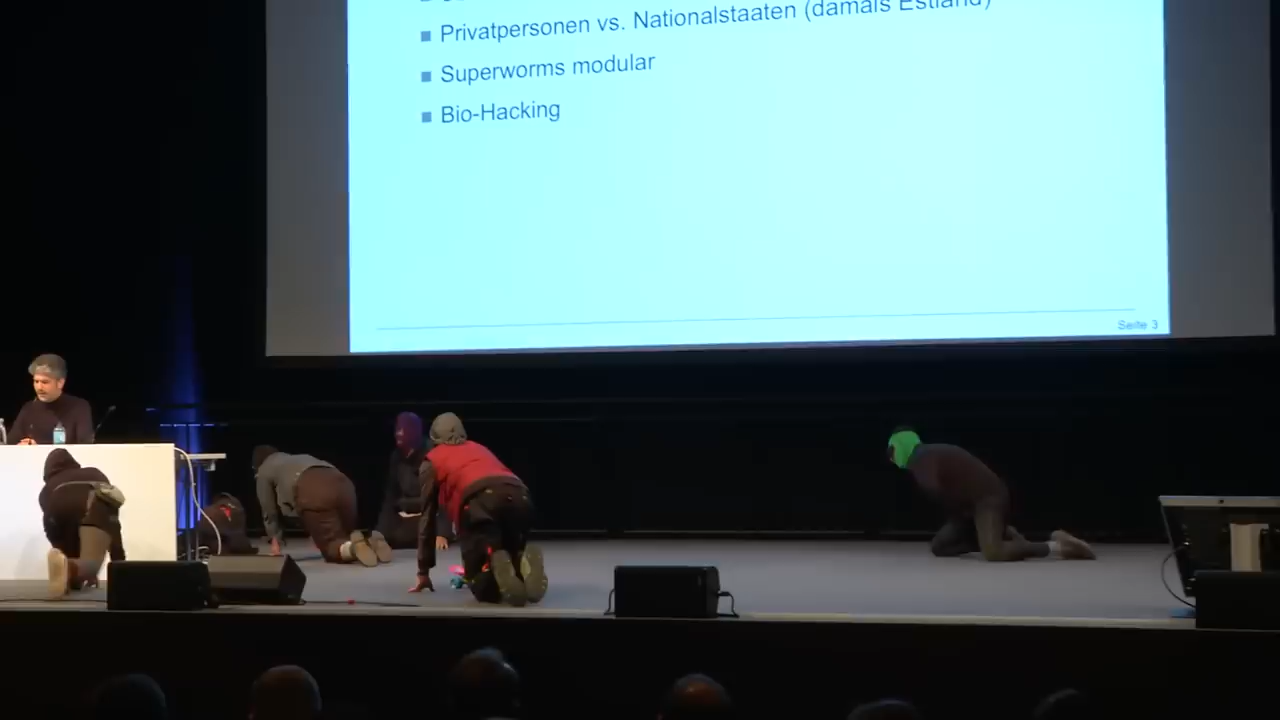 Privatpersonen vs. Nationalstaaten (damals Estland)
Superworms modular
Bio-Hacking
Seite 3